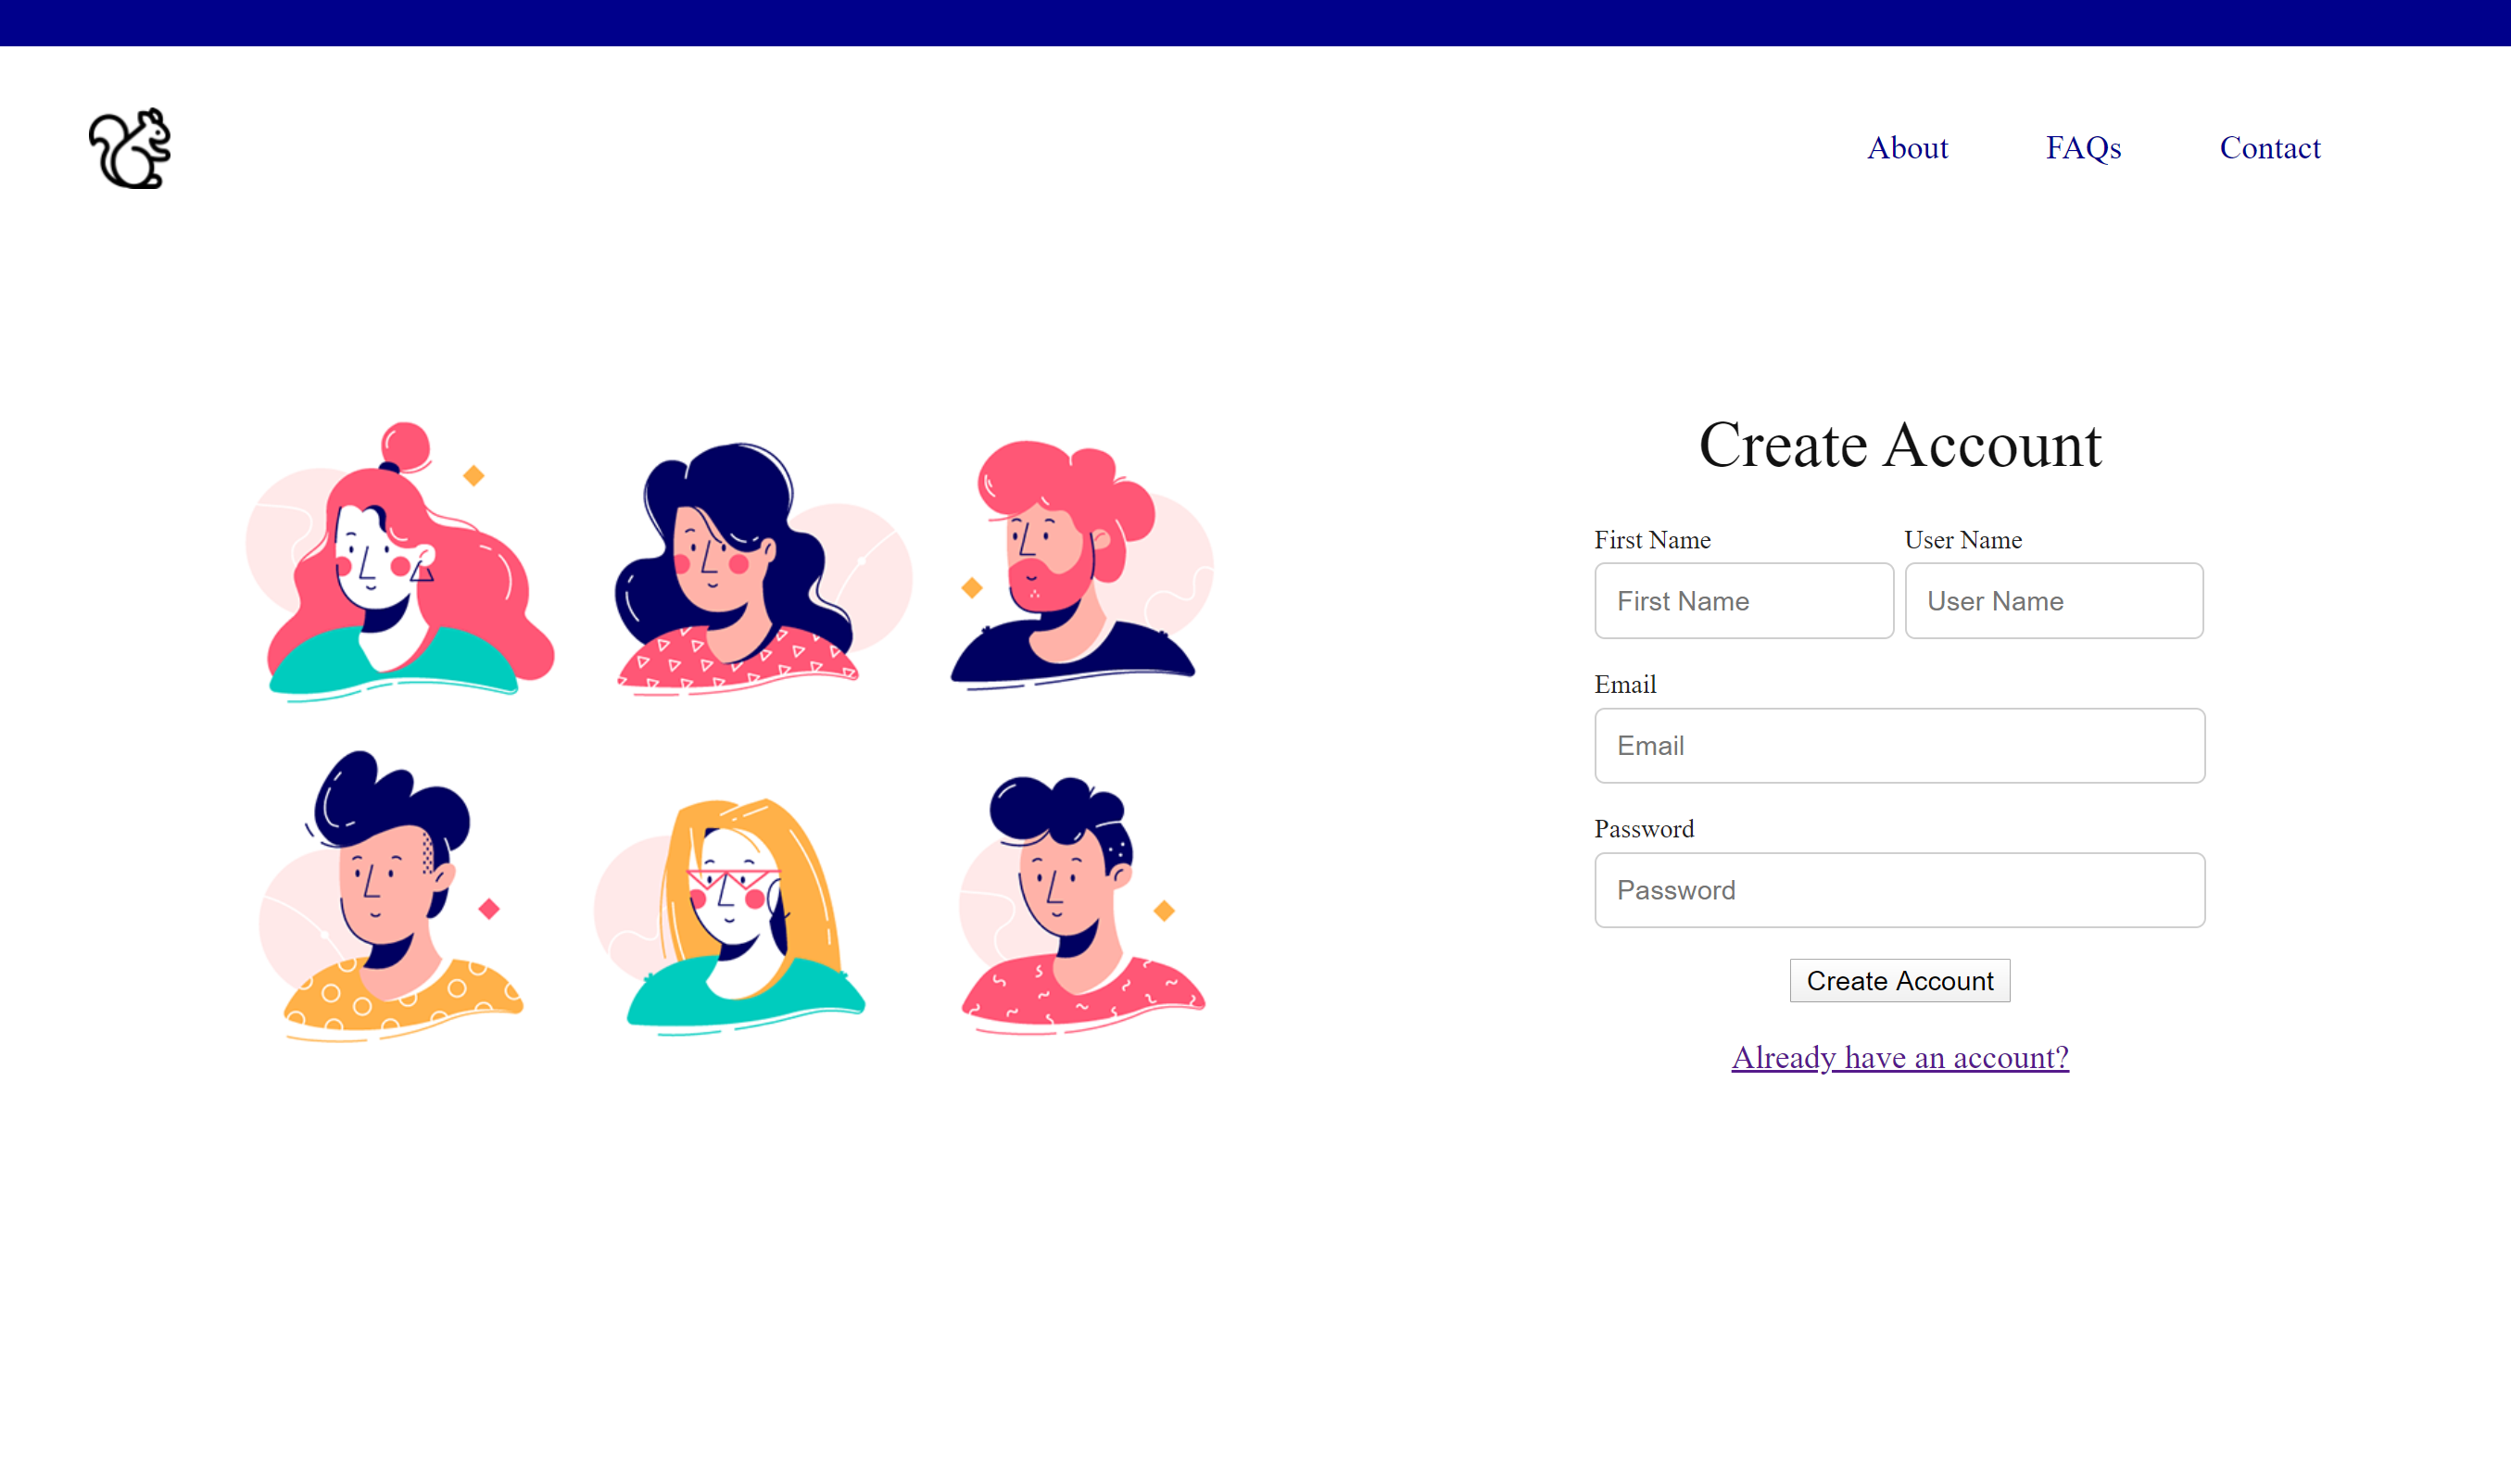 About FAQs Contact
Create Account
First Name User Name
First Name User Name
Email
Email
Password
Password
Create Account
Already have an account?